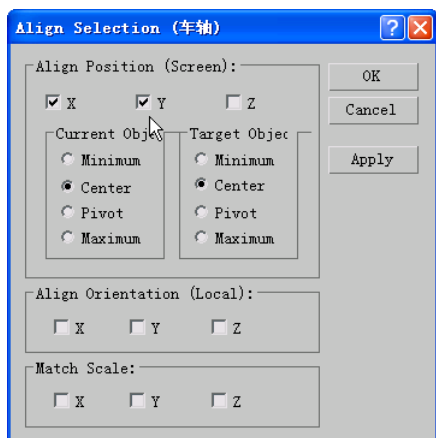 Align Selection (车轴)
Align Position (Screen):
OK
X Y Z
Cancel
Current Objec Target Objec
Minimum Minimum
Apply
Center Center
Pivot Pivot
Maximum Maximum
Align Orientation (Local):
X Y Z
Match Scale:
X Y Z